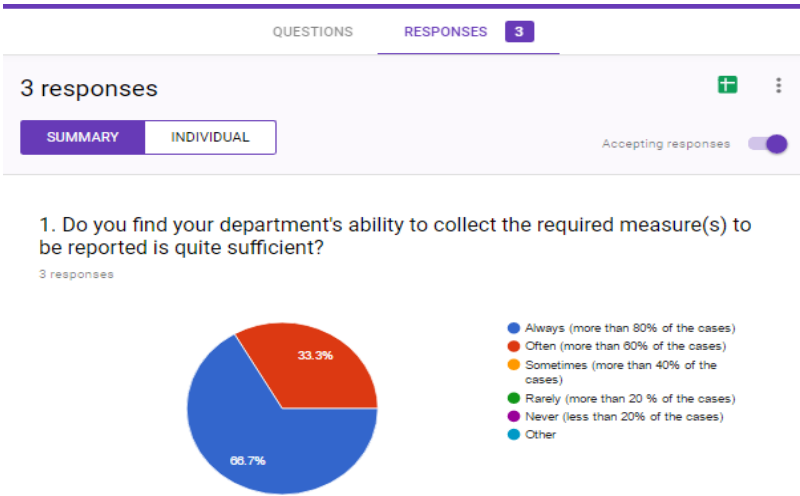 QUESTIONS RESPONSES 3
3 responses
SUMMARY INDIVIDUAL
Accepting responses
1. Do you find your department's ability to collect the required measure(s) to
be reported is quite sufficient?
3 responses
33.3%
66.7%
Always (more than 80% of the cases)
Often (more than 60% of the cases)
Sometimes (more than 40% of the
cases)
Rarely (more than 20 % of the cases)
Never (less than 20% of the cases)
Other